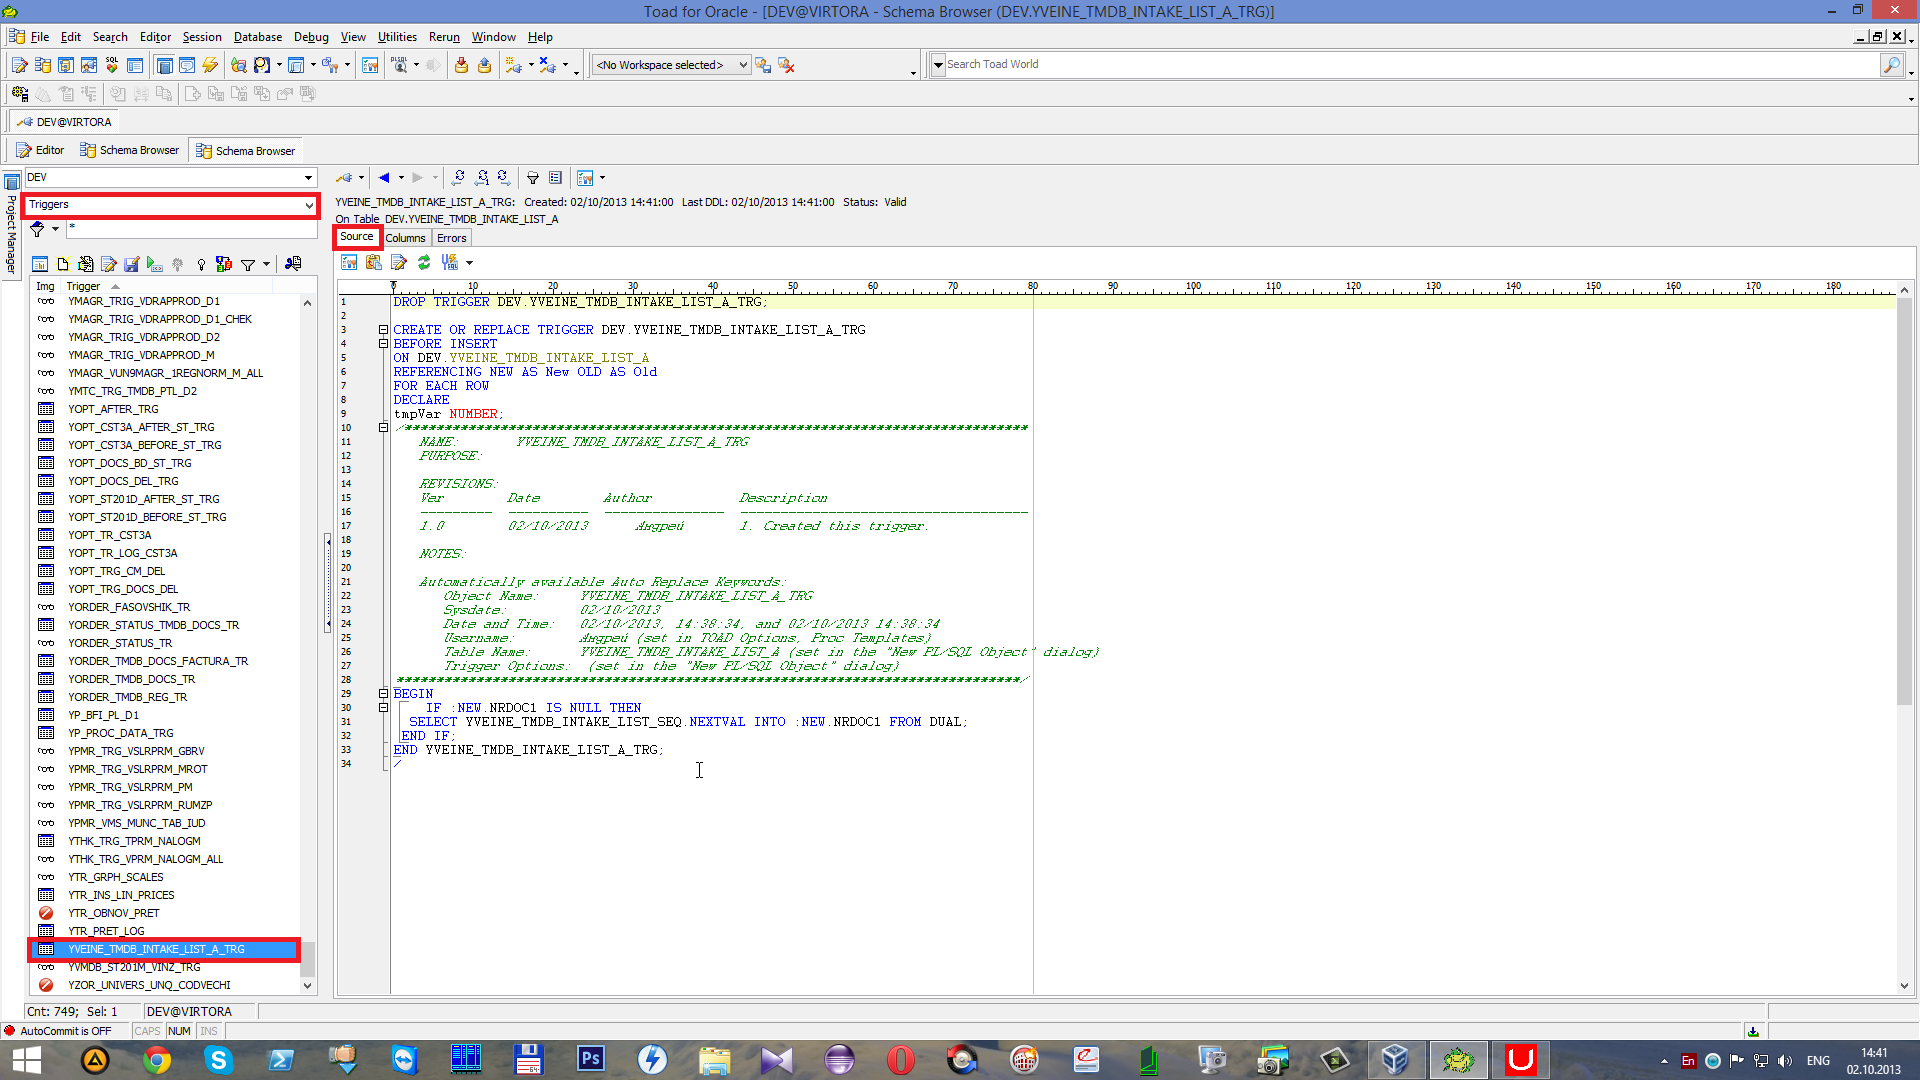 Toad for Oracle - [DEV@VIRTORA - Schema Browser (DEV.YVEINE_TMDB_INTAKE_LIST_A_TRG)]
File Edit Search Editor Session Database Debug View Utilities Rerun Window Help
<No Workspace selected>
Search Toad World
DEV@VIRTORA
Editor Schema Browser Schema Browser
Project Manager
DEV
Triggers
*
Img Trigger
YMAGR_TRIG_VDRAPPROD_D1
YMAGR_TRIG_VDRAPPROD_D1_CHEK
YMAGR_TRIG_VDRAPPROD_D2
YMAGR_TRIG_VDRAPPROD_M
YMAGR_VUN9MAGR_1REGNORM_M_ALL
YMTC_TRG_TMDB_PTL_D2
YOPT_AFTER_TRG
YOPT_CST3A_AFTER_ST_TRG
YOPT_CST3A_BEFORE_ST_TRG
YOPT_DOCS_BD_ST_TRG
YOPT_DOCS_DEL_TRG
YOPT_ST201D_AFTER_ST_TRG
YOPT_ST201D_BEFORE_ST_TRG
YOPT_TR_CST3A
YOPT_TR_LOG_CST3A
YOPT_TRG_CM_DEL
YOPT_TRG_DOCS_DEL
YORDER_FASOVSHIK_TR
YORDER_STATUS_TMDB_DOCS_TR
YORDER_STATUS_TR
YORDER_TMDB_DOCS_FACTURA_TR
YORDER_TMDB_DOCS_TR
YORDER_TMDB_REG_TR
YP_BFI_PL_D1
YP_PROC_DATA_TRG
YPMR_TRG_VSLRPRM_GBRV
YPMR_TRG_VSLRPRM_MROT
YPMR_TRG_VSLRPRM_PM
YPMR_TRG_VSLRPRM_RUMZP
YPMR_VMS_MUNC_TAB_IUD
YTHK_TRG_TPRM_NALOGM
YTHK_TRG_VPRM_NALOGM_ALL
YTR_GRPH_SCALES
YTR_INS_LIN_PRICES
YTR_OBNOV_PRET
YTR_PRET_LOG
YVEINE_TMDB_INTAKE_LIST_A_TRG
YVMDB_ST201M_VINZ_TRG
YZOR_UNIVERS_UNQ_CODVECHI
YVEINE_TMDB_INTAKE_LIST_A_TRG: Created: 02/10/2013 14:41:00 Last DDL: 02/10/2013 14:41:00 Status: Valid
On Table DEV.YVEINE_TMDB_INTAKE_LIST_A
Source Columns Errors
0 10 20 30 40 50 60 70 80 90 100 110 120 130 140 150 160 170 180
1 DROP TRIGGER DEV.YVEINE_TMDB_INTAKE_LIST_A_TRG;
2
3 CREATE OR REPLACE TRIGGER DEV.YVEINE_TMDB_INTAKE_LIST_A_TRG
4 BEFORE INSERT
5 ON DEV.YVEINE_TMDB_INTAKE_LIST_A
6 REFERENCING NEW AS New OLD AS Old
7 FOR EACH ROW
8 DECLARE
9 tmpVar NUMBER;
10 /******************************************************************************
11 NAME: YVEINE_TMDB_INTAKE_LIST_A_TRG
12 PURPOSE:
13
14 REVISIONS:
15 Ver Date Author Description
16 --------- ---------- --------------- ------------------------------------
17 1.0 02/10/2013 Андрей 1. Created this trigger.
18
19 NOTES:
20
21 Automatically available Auto Replace Keywords:
22 Object Name: YVEINE_TMDB_INTAKE_LIST_A_TRG
23 Sysdate: 02/10/2013
24 Date and Time: 02/10/2013, 14:38:34, and 02/10/2013 14:38:34
25 Username: Андрей (set in TOAD Options, Proc Templates)
26 Table Name: YVEINE_TMDB_INTAKE_LIST_A (set in the "New PL/SQL Object" dialog)
27 Trigger Options: (set in the "New PL/SQL Object" dialog)
28 ******************************************************************************/
29 BEGIN
30 IF :NEW.NRDOC1 IS NULL THEN
31 SELECT YVEINE_TMDB_INTAKE_LIST_SEQ.NEXTVAL INTO :NEW.NRDOC1 FROM DUAL;
32 END IF;
33 END YVEINE_TMDB_INTAKE_LIST_A_TRG;
34 /
Cnt: 749; Sel: 1 DEV@VIRTORA
AutoCommit is OFF CAPS NUM INS
En ENG 14:41
02.10.2013